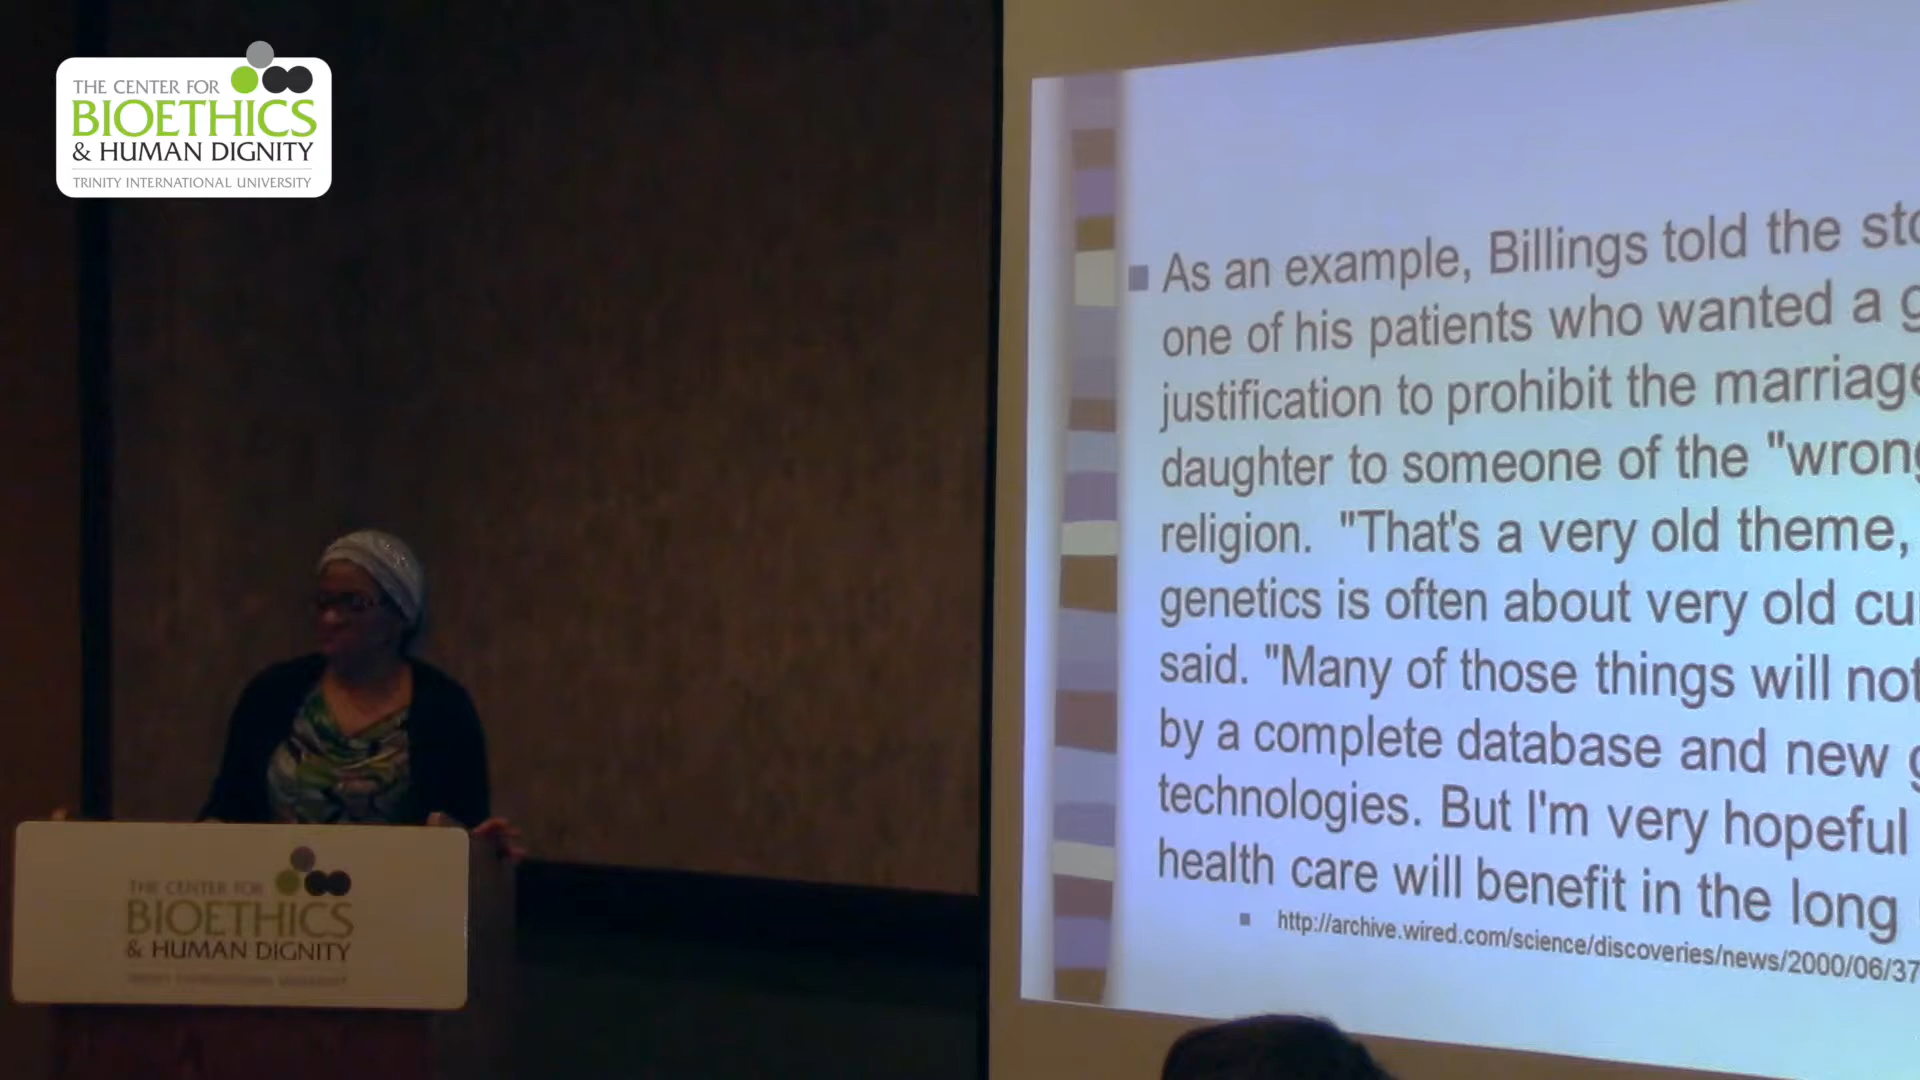 THE CENTER FOR
BIOETHICS
& HUMAN DIGNITY
TRINITY INTERNATIONAL UNIVERSITY
As an example, Billings told the
one of his patients who wanted a
justification to prohibit the marriage
daughter to someone of the "wrong
religion. "That's a very old theme,
genetics is often about very old
said. "Many of those things will not
by a complete database and new
technologies. But I'm very hopeful
health care will benefit in the long
http://archive.wired.com/science/discoveries/news/2000/06/37
THE CENTER FOR
BIOETHICS
& HUMAN DIGNITY